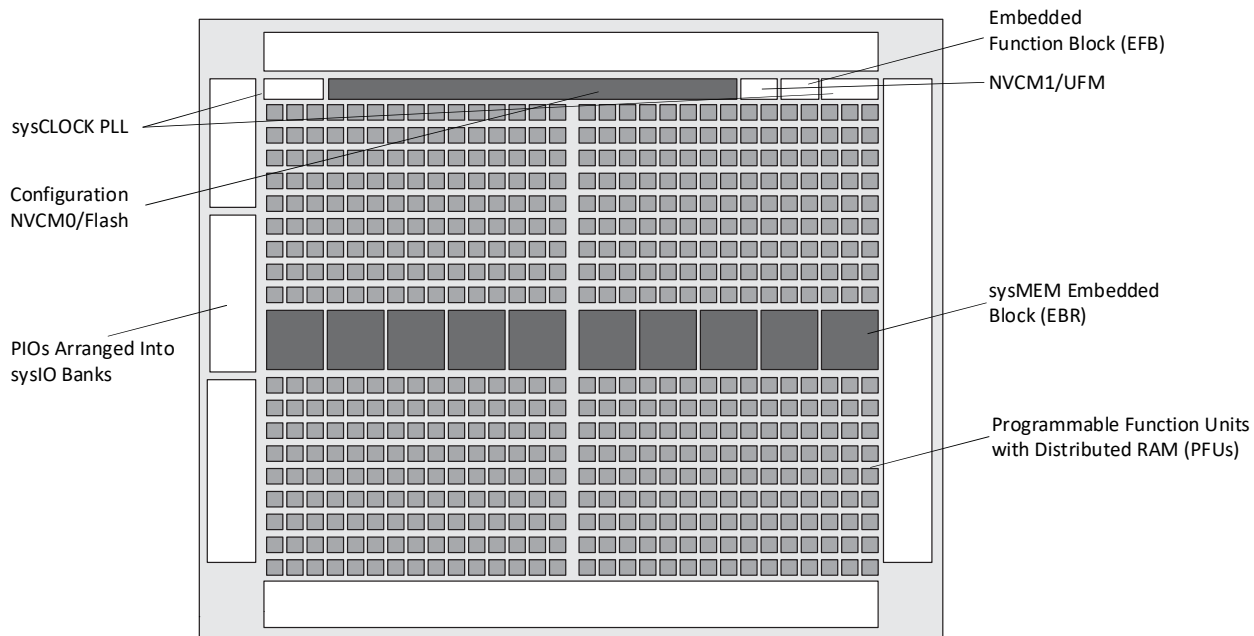 Embedded
Function Block (EFB)
NVCM1/UFM
sysCLOCK PLL
Configuration
NVCM0/Flash
sysMEM Embedded
Block (EBR)
PIOs Arranged Into
sysIO Banks
Programmable Function Units
with Distributed RAM (PFUs)